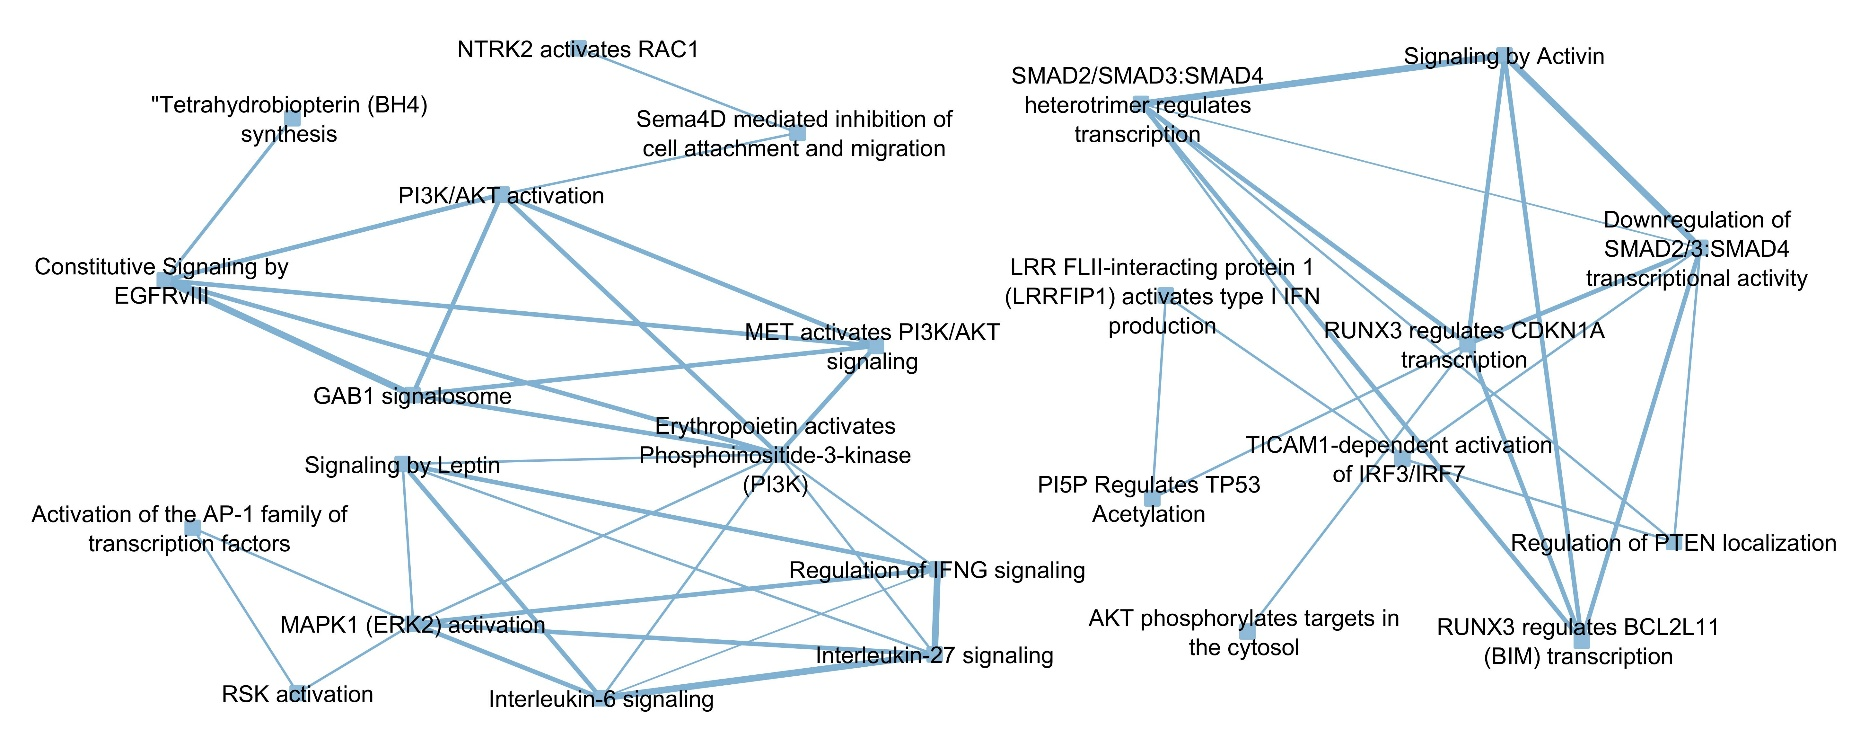 NTRK2 activates RAC1
"Tetrahydrobiopterin (BH4)
synthesis
Sema4D mediated inhibition of
cell attachment and migration
PI3K/AKT activation
Constitutive Signaling by
EGFRvIII
MET activates PI3K/AKT
signaling
GAB1 signalosome
Erythropoietin activates
Phosphoinositide-3-kinase
(PI3K)
Signaling by Leptin
Activation of the AP-1 family of
transcription factors
Regulation of IFNG signaling
MAPK1 (ERK2) activation
Interleukin-27 signaling
RSK activation
Interleukin-6 signaling
Signaling by Activin
SMAD2/SMAD3:SMAD4
heterotrimer regulates
transcription
Downregulation of
SMAD2/3:SMAD4
transcriptional activity
LRR FLII-interacting protein 1
(LRRFIP1) activates type I IFN
production
RUNX3 regulates CDKN1A
transcription
TICAM1-dependent activation
of IRF3/IRF7
PI5P Regulates TP53
Acetylation
Regulation of PTEN localization
AKT phosphorylates targets in
the cytosol
RUNX3 regulates BCL2L11
(BIM) transcription